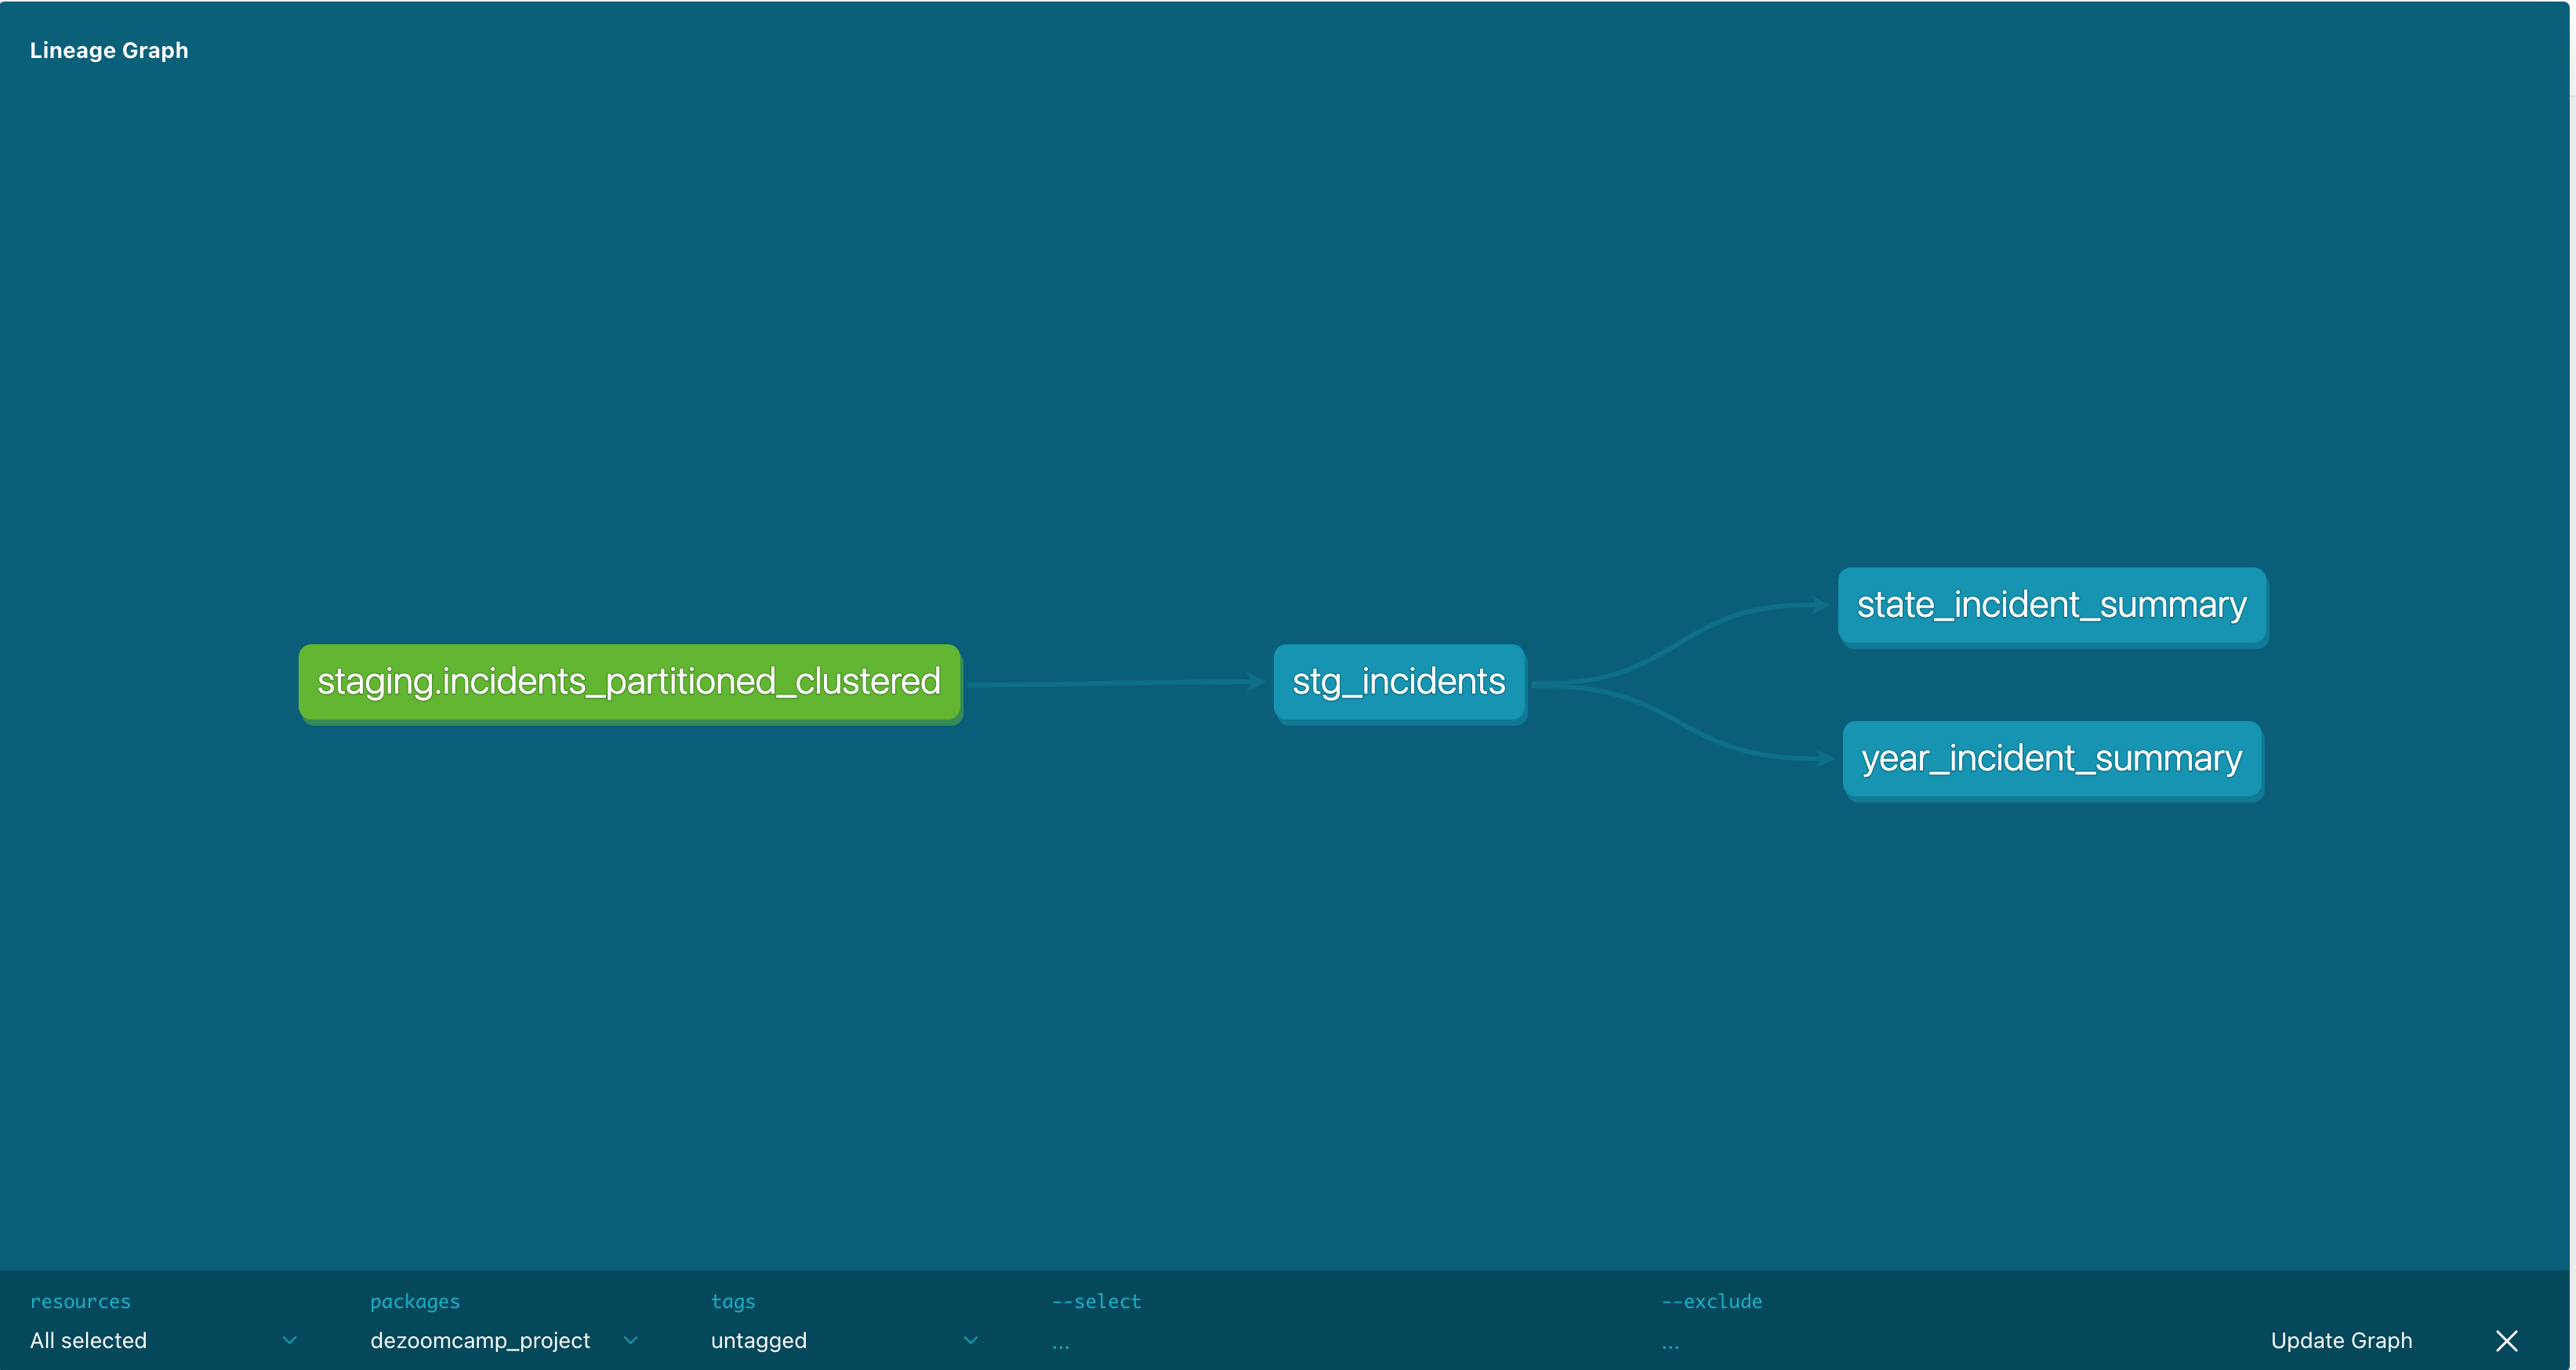 Lineage Graph
state_incident_summary
staging.incidents_partitioned_clustered
stg_incidents
year_incident_summary
resources
packages
tags
--select
--exclude
All selected
dezoomcamp_project
untagged
...
...
Update Graph